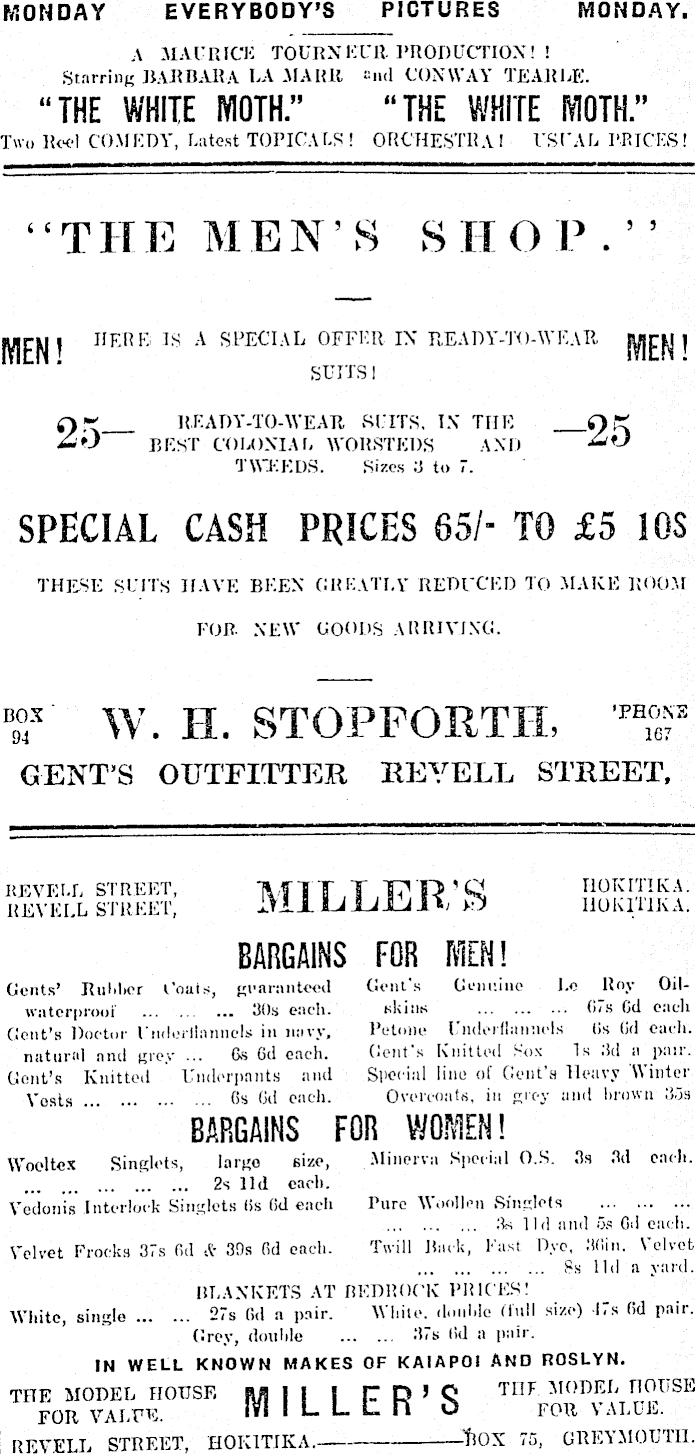 MONDAY EVERYBODY'S PICTURES MONDAY.
A MAURICE TOURNEUR PRODUCTION! !
Starring BARBARA LA MARR and CONWAY TEARLE.
"THE WHITE MOTH." "THE WHITE MOTH."
Two Reel COMEDY, Latest TOPICALS! ORCHESTRA! USUAL PRICES!
"THE MEN'S SHOP."
MEN! HERE IS A SPECIAL OFFER IN READY-TO-WEAR MEN!
SUITS!
25— READY-TO-WEAR SUITS, IN THE —25
BEST COLONIAL WORSTEDS AND
TWEEDS. Sizes 3 to 7.
SPECIAL CASH PRICES 65/- TO £5 10S
THESE SUITS HAVE BEEN GREATLY REDUCED TO MAKE ROOM
FOR NEW GOODS ARRIVING.
BOX 94 W. H. STOPFORTH, 'PHONE 167
GENT'S OUTFITTER REVELL STREET,
REVELL STREET, MILLER'S HOKITIKA.
REVELL STREET, HOKITIKA.
BARGAINS FOR MEN!
Gents' Rubber Coats, guaranteed
waterproof ... ... ... 30s each.
Gent's Doctor Underflannels in navy,
natural and grey ... 6s 6d each.
Gent's Knitted Underpants and
Vests ... ... ... ... 6s 6d each.
Gent's Genuine Le Roy Oil-
skins ... ... ... 67s 6d each
Petone Underflannels 6s 6d each.
Gent's Knitted Sox 1s 3d a pair.
Special line of Gent's Heavy Winter
Overcoats, in grey and brown 35s
BARGAINS FOR WOMEN!
Wooltex Singlets, large size,
... ... ... ... ... 2s 11d each.
Vedonis Interlock Singlets 6s 6d each
Velvet Frocks 37s 6d & 39s 6d each.
Minerva Special O.S. 3s 3d each.
Pure Woollen Singlets ... ... ...
... ... ... 3s 11d and 5s 6d each.
Twill Back, Fast Dye, 36in. Velvet
... ... ... ... ... 8s 11d a yard.
BLANKETS AT BEDROCK PRICES!
White, single ... ... 27s 6d a pair. White, double (full size) 47s 6d pair.
Grey, double ... ... 37s 6d a pair.
IN WELL KNOWN MAKES OF KAIAPOI AND ROSLYN.
THE MODEL HOUSE MILLER'S THE MODEL HOUSE
FOR VALUE. FOR VALUE.
REVELL STREET, HOKITIKA.————BOX 75, GREYMOUTH.